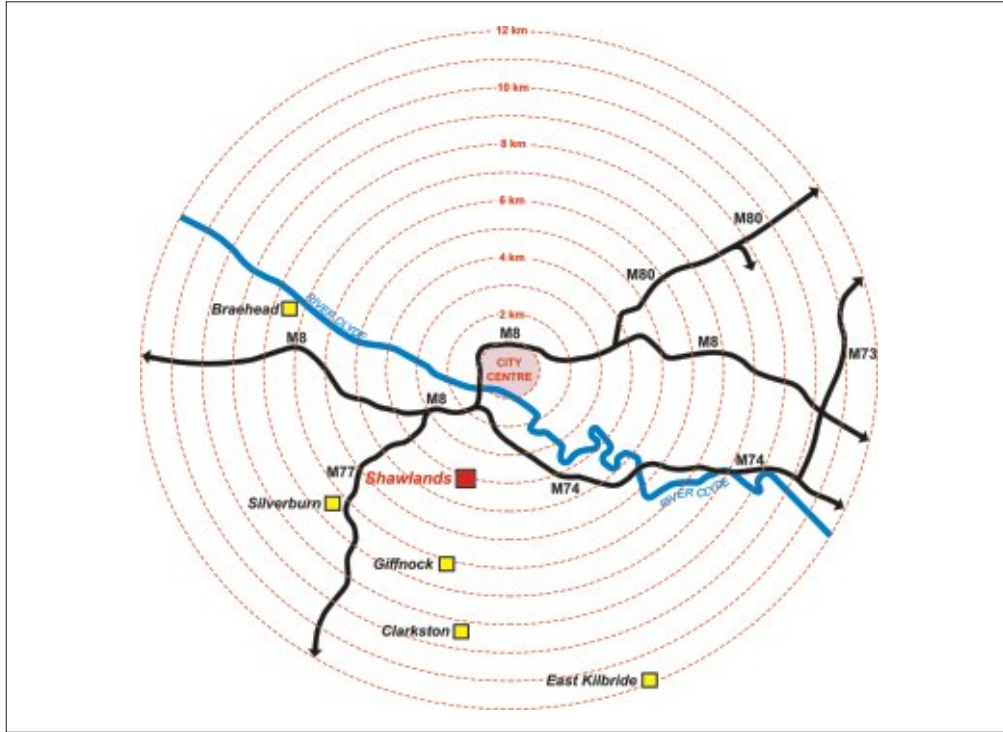 12 km
10 km
8 km
6 km
4 km
2 km
M80
M80
RIVER CLYDE
Braehead
M8
M8
M8
M73
CITY
CENTRE
M8
M77
Shawlands
M74
M74
RIVER CLYDE
Silverburn
Giffnock
Clarkston
East Kilbride